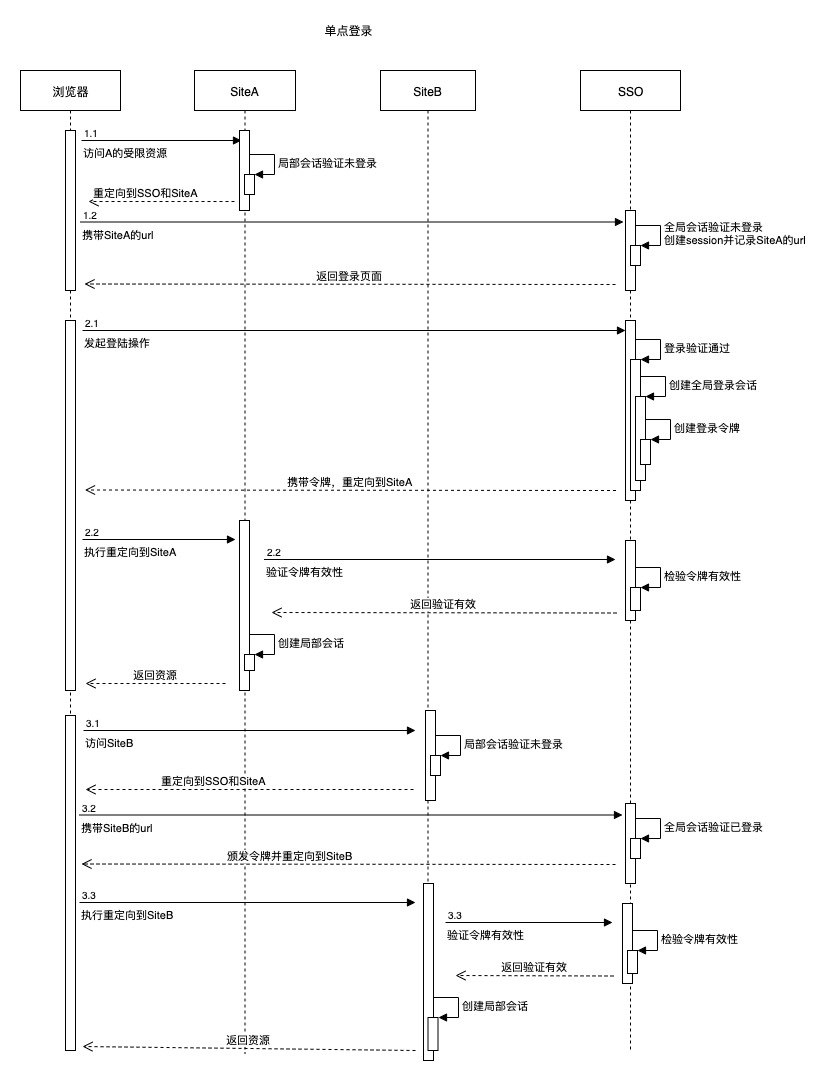 单点登录
浏览器
SiteA
SiteB
SSO
1.1
访问A的受限资源
局部会话验证未登录
重定向到SSO和SiteA
1.2
携带SiteA的url
全局会话验证未登录
创建session并记录SiteA的url
返回登录页面
2.1
发起登陆操作
登录验证通过
创建全局登录会话
创建登录令牌
携带令牌，重定向到SiteA
2.2
执行重定向到SiteA
2.2
验证令牌有效性
检验令牌有效性
返回验证有效
创建局部会话
返回资源
3.1
访问SiteB
局部会话验证未登录
重定向到SSO和SiteA
3.2
携带SiteB的url
全局会话验证已登录
颁发令牌并重定向到SiteB
3.3
执行重定向到SiteB
3.3
验证令牌有效性
检验令牌有效性
返回验证有效
创建局部会话
返回资源